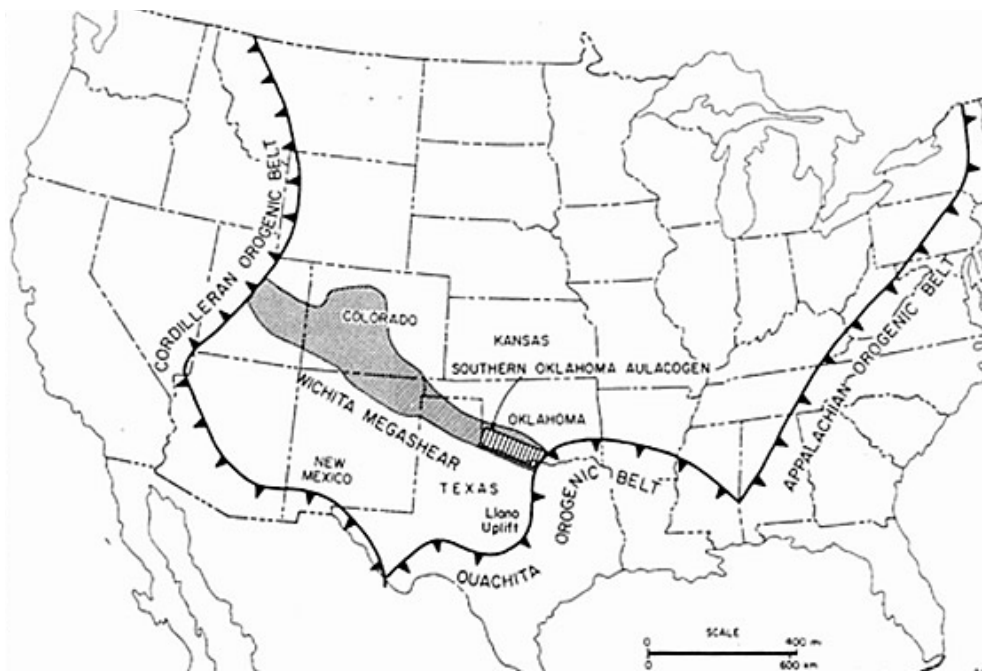 CORDILLERAN OROGENIC BELT
COLORADO
KANSAS
SOUTHERN OKLAHOMA AULACOGEN
OKLAHOMA
WICHITA MEGASHEAR
NEW
MEXICO
TEXAS
Llano
Uplift
OUACHITA
OROGENIC BELT
APPALACHIAN OROGENIC BELT
SCALE
0 400 mi
0 600 km